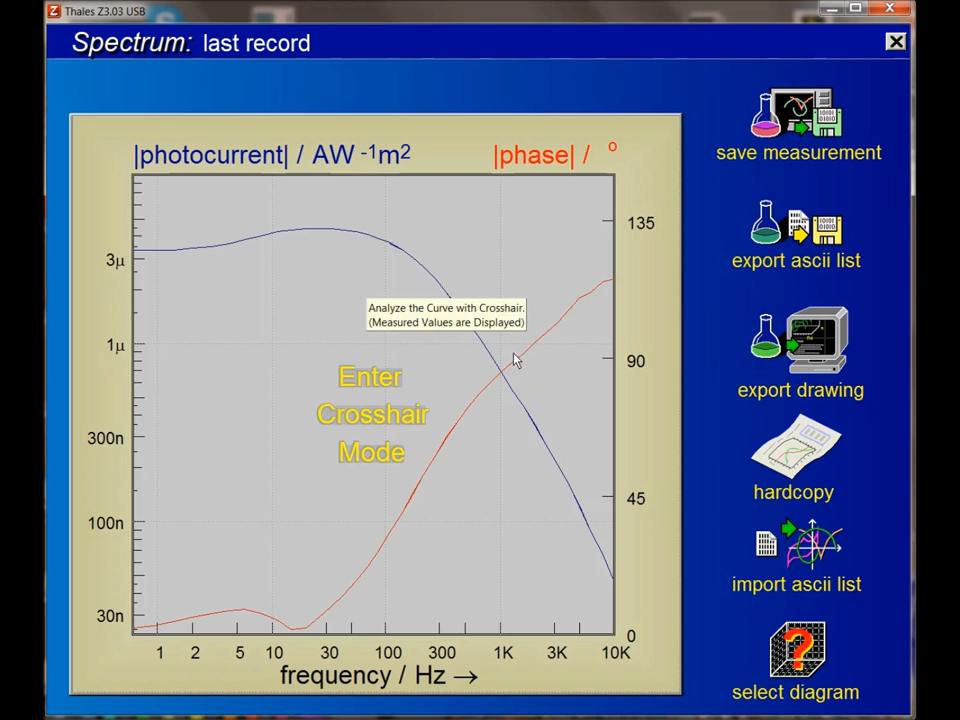 Thales Z3.03 USB
Spectrum: last record
|photocurrent| / AW -1m2
|phase| / o
3µ
1µ
300n
100n
30n
135
90
45
0
Analyze the Curve with Crosshair.
(Measured Values are Displayed)
Enter
Crosshair
Mode
1 2 5 10 30 100 300 1K 3K 10K
frequency / Hz →
save measurement
export ascii list
export drawing
hardcopy
import ascii list
select diagram